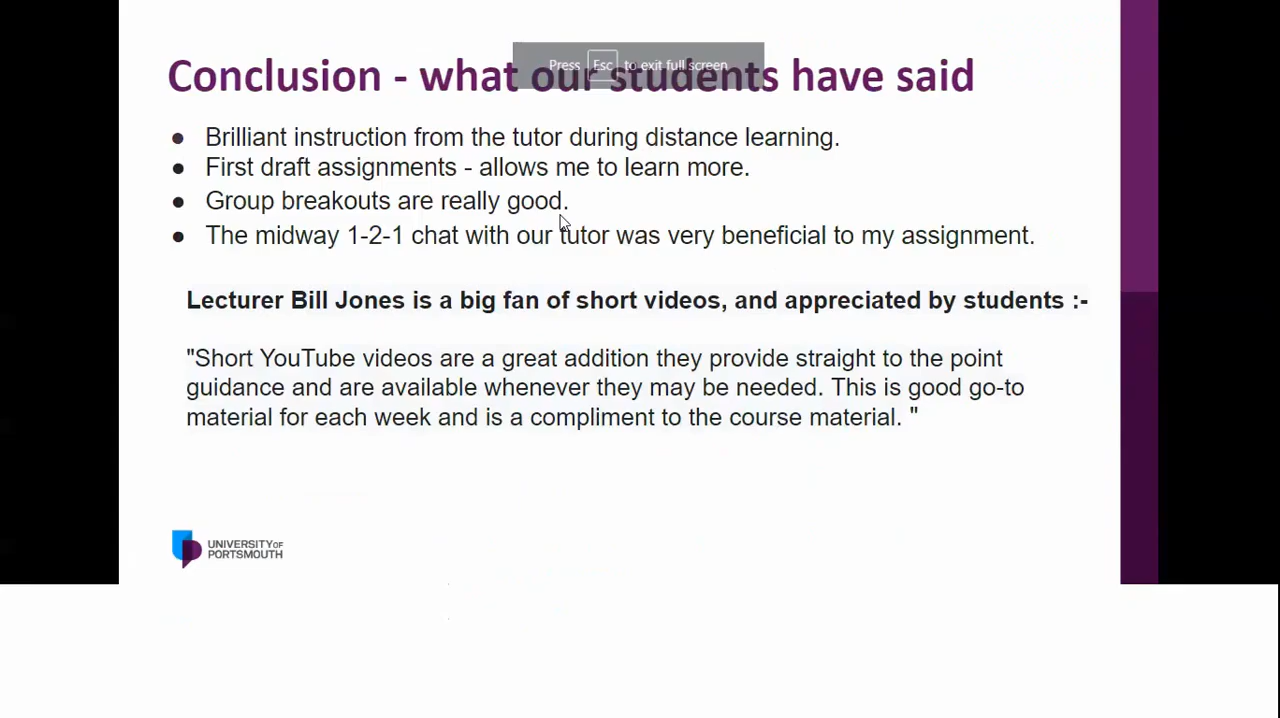 Press Esc to exit full screen
Conclusion - what our students have said
● Brilliant instruction from the tutor during distance learning.
● First draft assignments - allows me to learn more.
● Group breakouts are really good.
● The midway 1-2-1 chat with our tutor was very beneficial to my assignment.
Lecturer Bill Jones is a big fan of short videos, and appreciated by students :-
"Short YouTube videos are a great addition they provide straight to the point
guidance and are available whenever they may be needed. This is good go-to
material for each week and is a compliment to the course material. "
UNIVERSITY OF
PORTSMOUTH